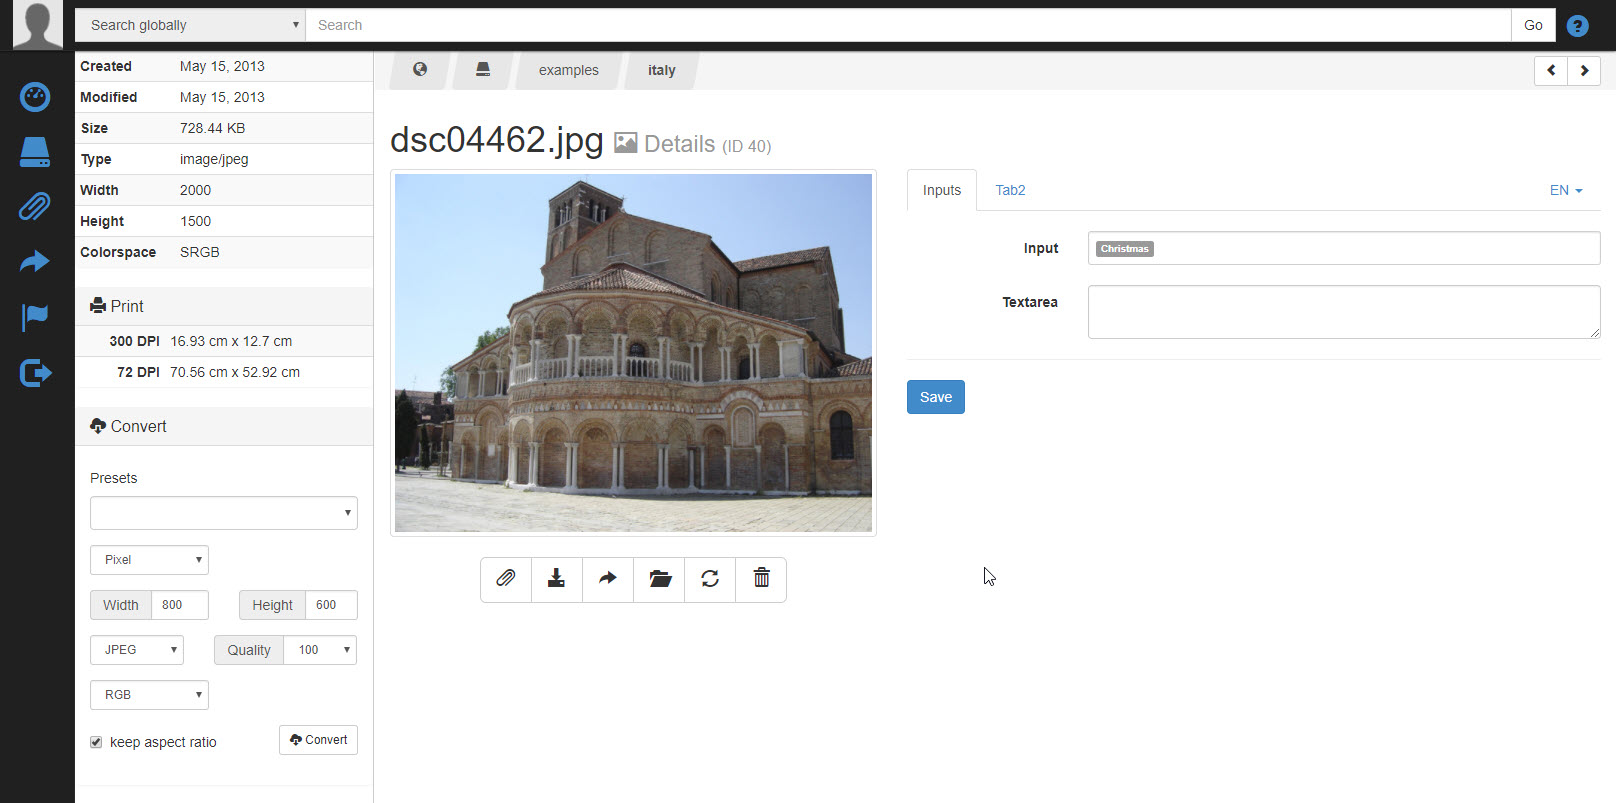 Search globally Search Go
Created May 15, 2013
Modified May 15, 2013
Size 728.44 KB
Type image/jpeg
Width 2000
Height 1500
Colorspace SRGB
Print
300 DPI 16.93 cm x 12.7 cm
72 DPI 70.56 cm x 52.92 cm
Convert
Presets
Pixel
Width 800 Height 600
JPEG Quality 100
RGB
keep aspect ratio Convert
examples italy
dsc04462.jpg Details (ID 40)
Inputs Tab2 EN
Input Christmas
Textarea
Save